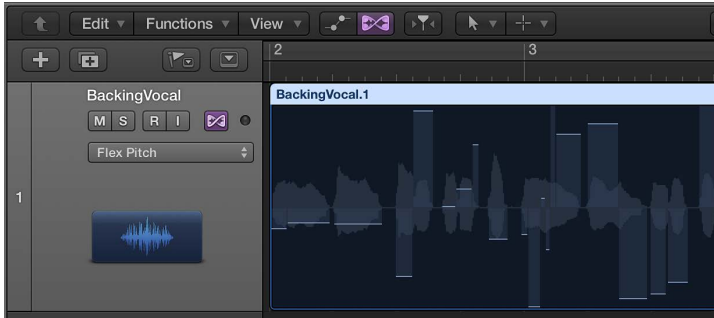 Edit Functions View
2 3
BackingVocal
BackingVocal.1
M S R I
Flex Pitch
1